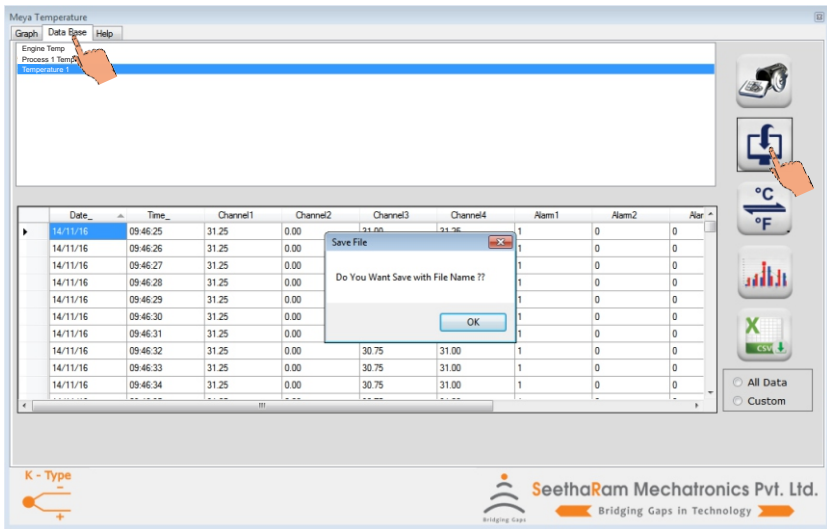 Meya Temperature
Graph Data Base Help
Engine Temp
Process 1 Temp
Temperature 1
°C
°F
Date_ Time_ Channel1 Channel2 Channel3 Channel4 Alarm1 Alarm2 Alar
14/11/16 09:46:25 31.25 0.00 31.00 31.25 1 0 0
14/11/16 09:46:26 31.25 0.00 1 0 0
14/11/16 09:46:27 31.25 0.00 1 0 0
14/11/16 09:46:28 31.25 0.00 1 0 0
14/11/16 09:46:29 31.25 0.00 1 0 0
14/11/16 09:46:30 31.25 0.00 1 0 0
14/11/16 09:46:31 31.25 0.00 1 0 0
14/11/16 09:46:32 31.25 0.00 30.75 31.00 1 0 0
14/11/16 09:46:33 31.25 0.00 30.75 31.00 1 0 0
14/11/16 09:46:34 31.25 0.00 30.75 31.00 1 0 0
Save File
Do You Want Save with File Name ??
OK
X
CSV
All Data
Custom
K - Type
Bridging Gaps
SeethaRam Mechatronics Pvt. Ltd.
Bridging Gaps in Technology